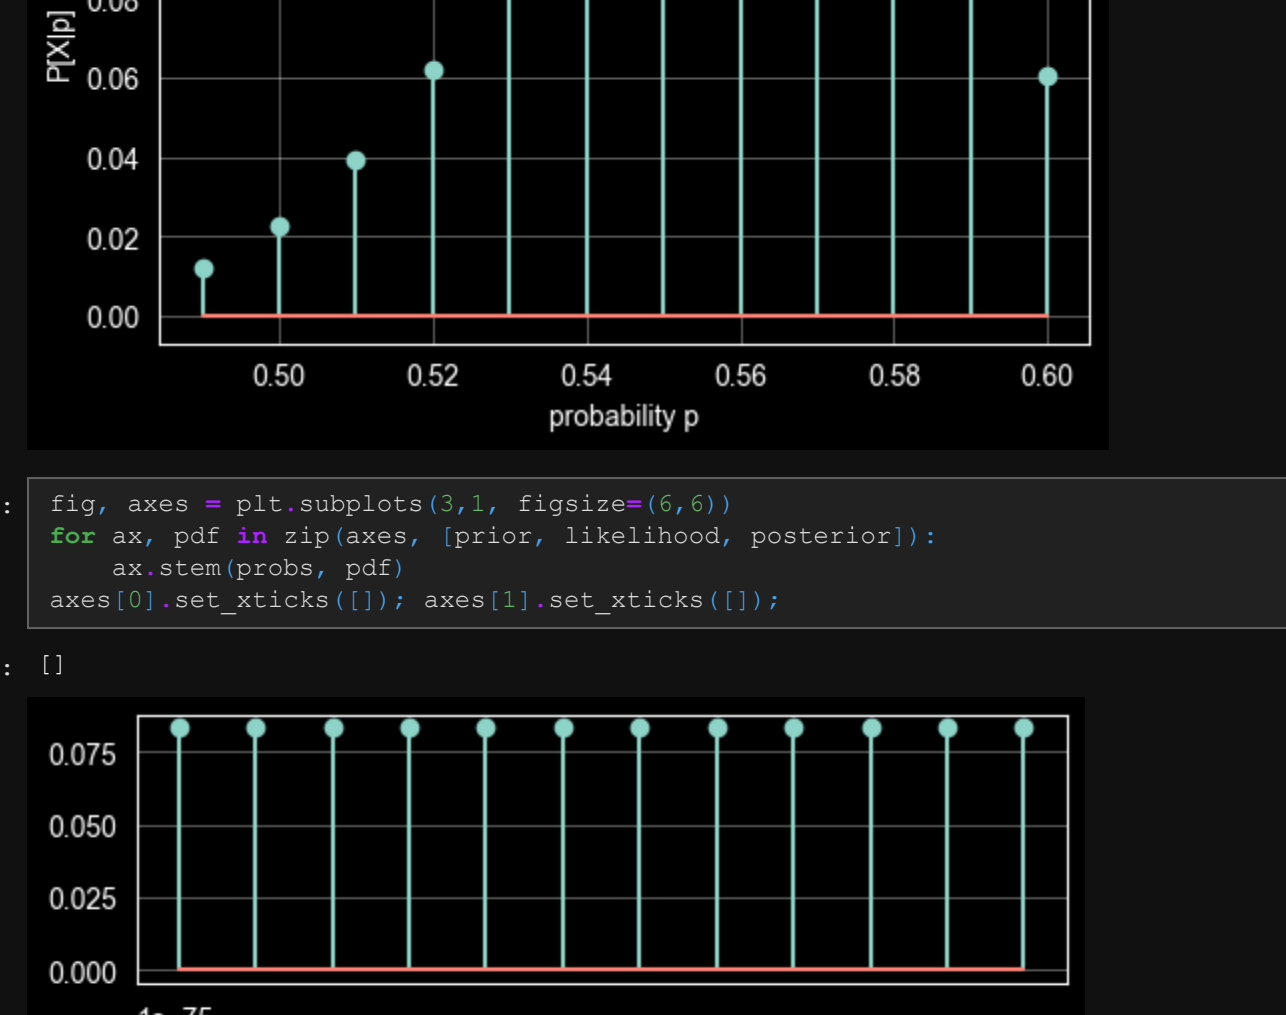 0.08
P[X|p]
0.06
0.04
0.02
0.00
0.50 0.52 0.54 0.56 0.58 0.60
probability p
: fig, axes = plt.subplots(3,1, figsize=(6,6))
for ax, pdf in zip(axes, [prior, likelihood, posterior]):
    ax.stem(probs, pdf)
axes[0].set_xticks([]); axes[1].set_xticks([]);
: []
0.075
0.050
0.025
0.000